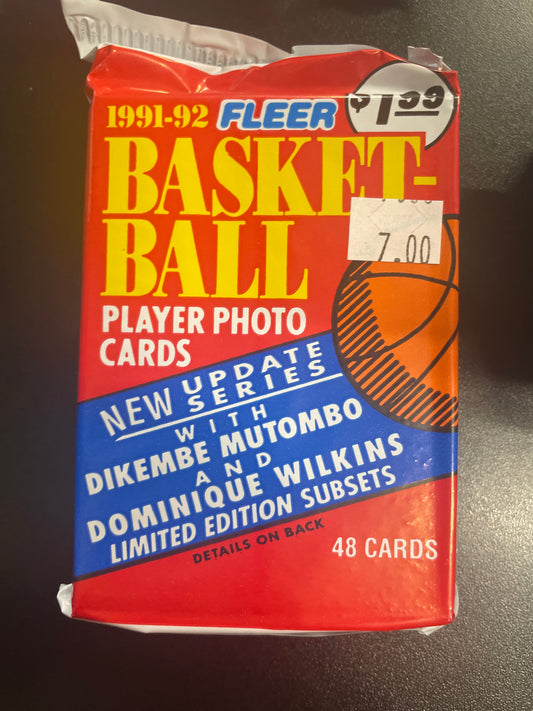 1991-92 FLEER $1.99
BASKET-
BALL
7.00
PLAYER PHOTO
CARDS
NEW UPDATE
SERIES
WITH
DIKEMBE MUTOMBO
AND
DOMINIQUE WILKINS
LIMITED EDITION SUBSETS
DETAILS ON BACK
48 CARDS